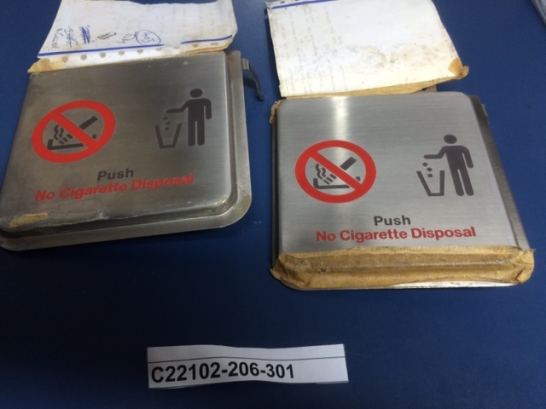 Push
No Cigarette Disposal
Push
No Cigarette Disposal
C22102-206-301